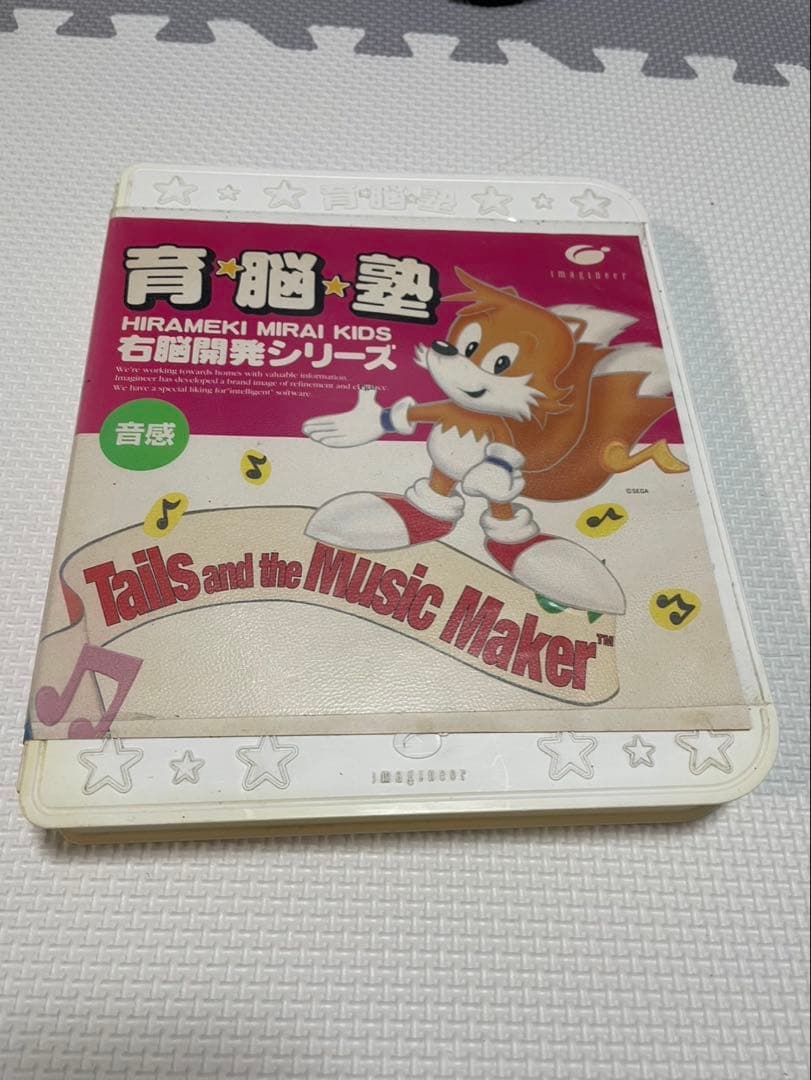 育★脳★塾
育★脳★塾
imagineer
HIRAMEKI MIRAI KIDS
右脳開発シリーズ
We're working towards homes with valuable information.
Imagineer has developed a brand image of refinement and
We have a special liking for "intelligent" software.
音感
©SEGA
Tails and the Music Maker™
imagineer